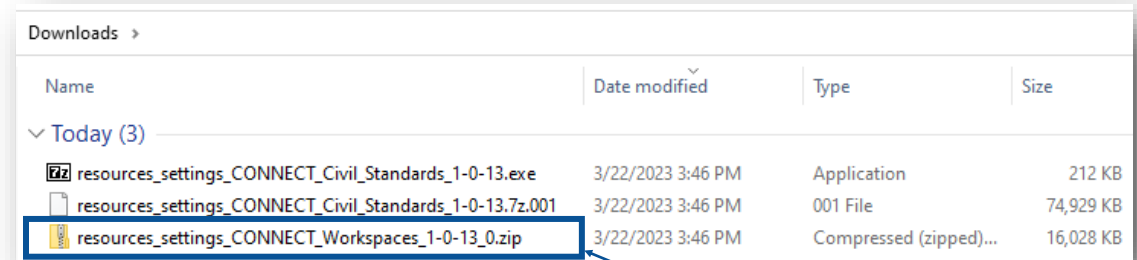 Downloads >
Name Date modified Type Size
Today (3)
7z resources_settings_CONNECT_Civil_Standards_1-0-13.exe 3/22/2023 3:46 PM Application 212 KB
resources_settings_CONNECT_Civil_Standards_1-0-13.7z.001 3/22/2023 3:46 PM 001 File 74,929 KB
resources_settings_CONNECT_Workspaces_1-0-13_0.zip 3/22/2023 3:46 PM Compressed (zipped)... 16,028 KB